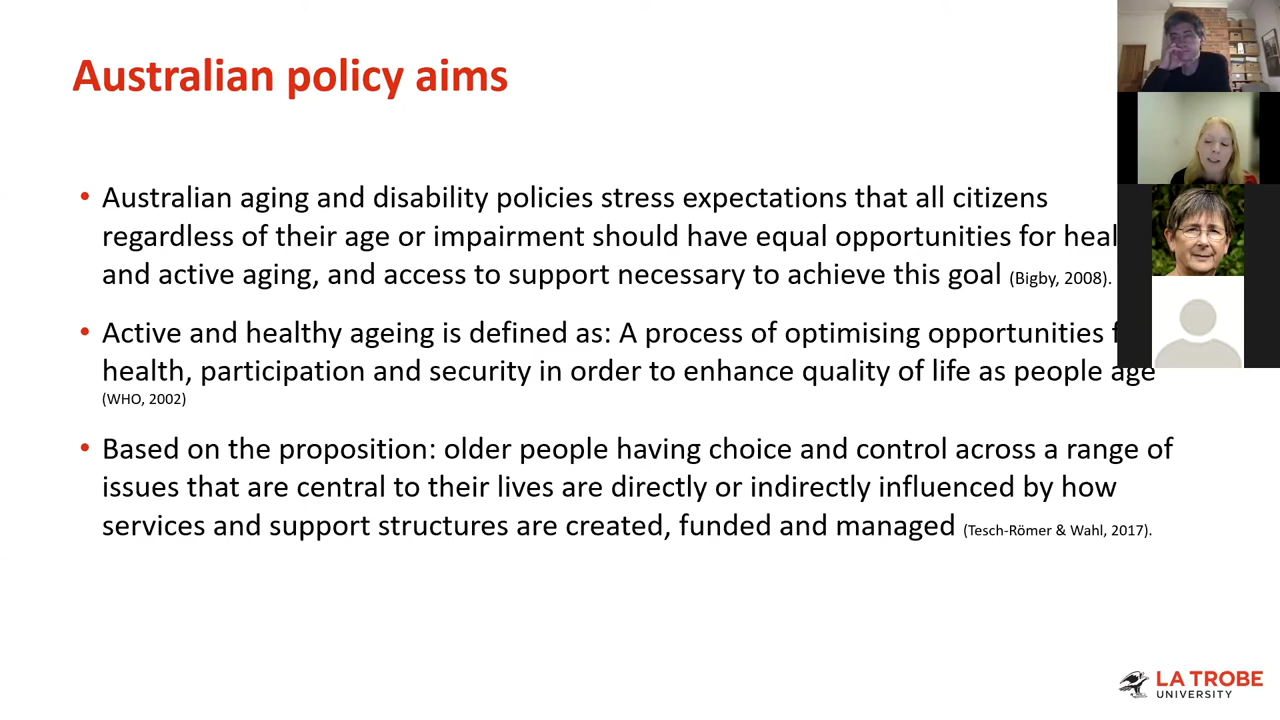 Australian policy aims
• Australian aging and disability policies stress expectations that all citizens
regardless of their age or impairment should have equal opportunities for
and active aging, and access to support necessary to achieve this goal (Bigby, 2008).
• Active and healthy ageing is defined as: A process of optimising opportunities
health, participation and security in order to enhance quality of life as people age
(WHO, 2002)
• Based on the proposition: older people having choice and control across a range of
issues that are central to their lives are directly or indirectly influenced by how
services and support structures are created, funded and managed (Tesch-Römer & Wahl, 2017).
LA TROBE
UNIVERSITY